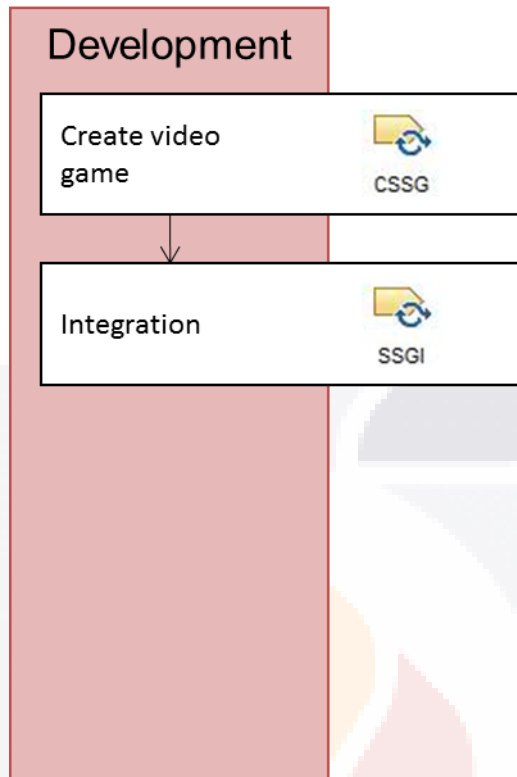 Development
Create video
game
CSSG
Integration
SSGI